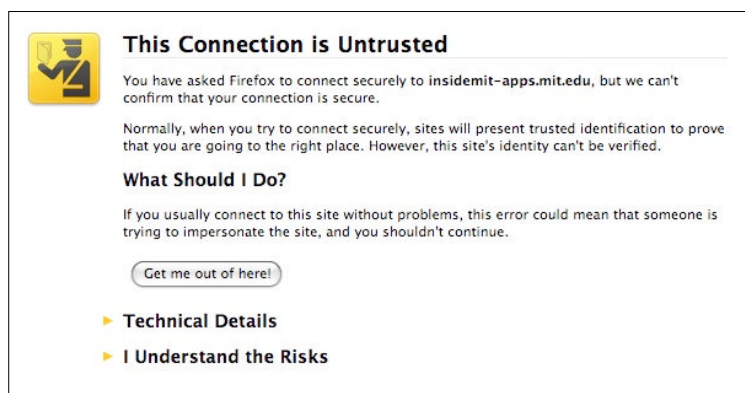 This Connection is Untrusted
You have asked Firefox to connect securely to insidemit-apps.mit.edu, but we can't
confirm that your connection is secure.
Normally, when you try to connect securely, sites will present trusted identification to prove
that you are going to the right place. However, this site's identity can't be verified.
What Should I Do?
If you usually connect to this site without problems, this error could mean that someone is
trying to impersonate the site, and you shouldn't continue.
Get me out of here!
Technical Details
I Understand the Risks